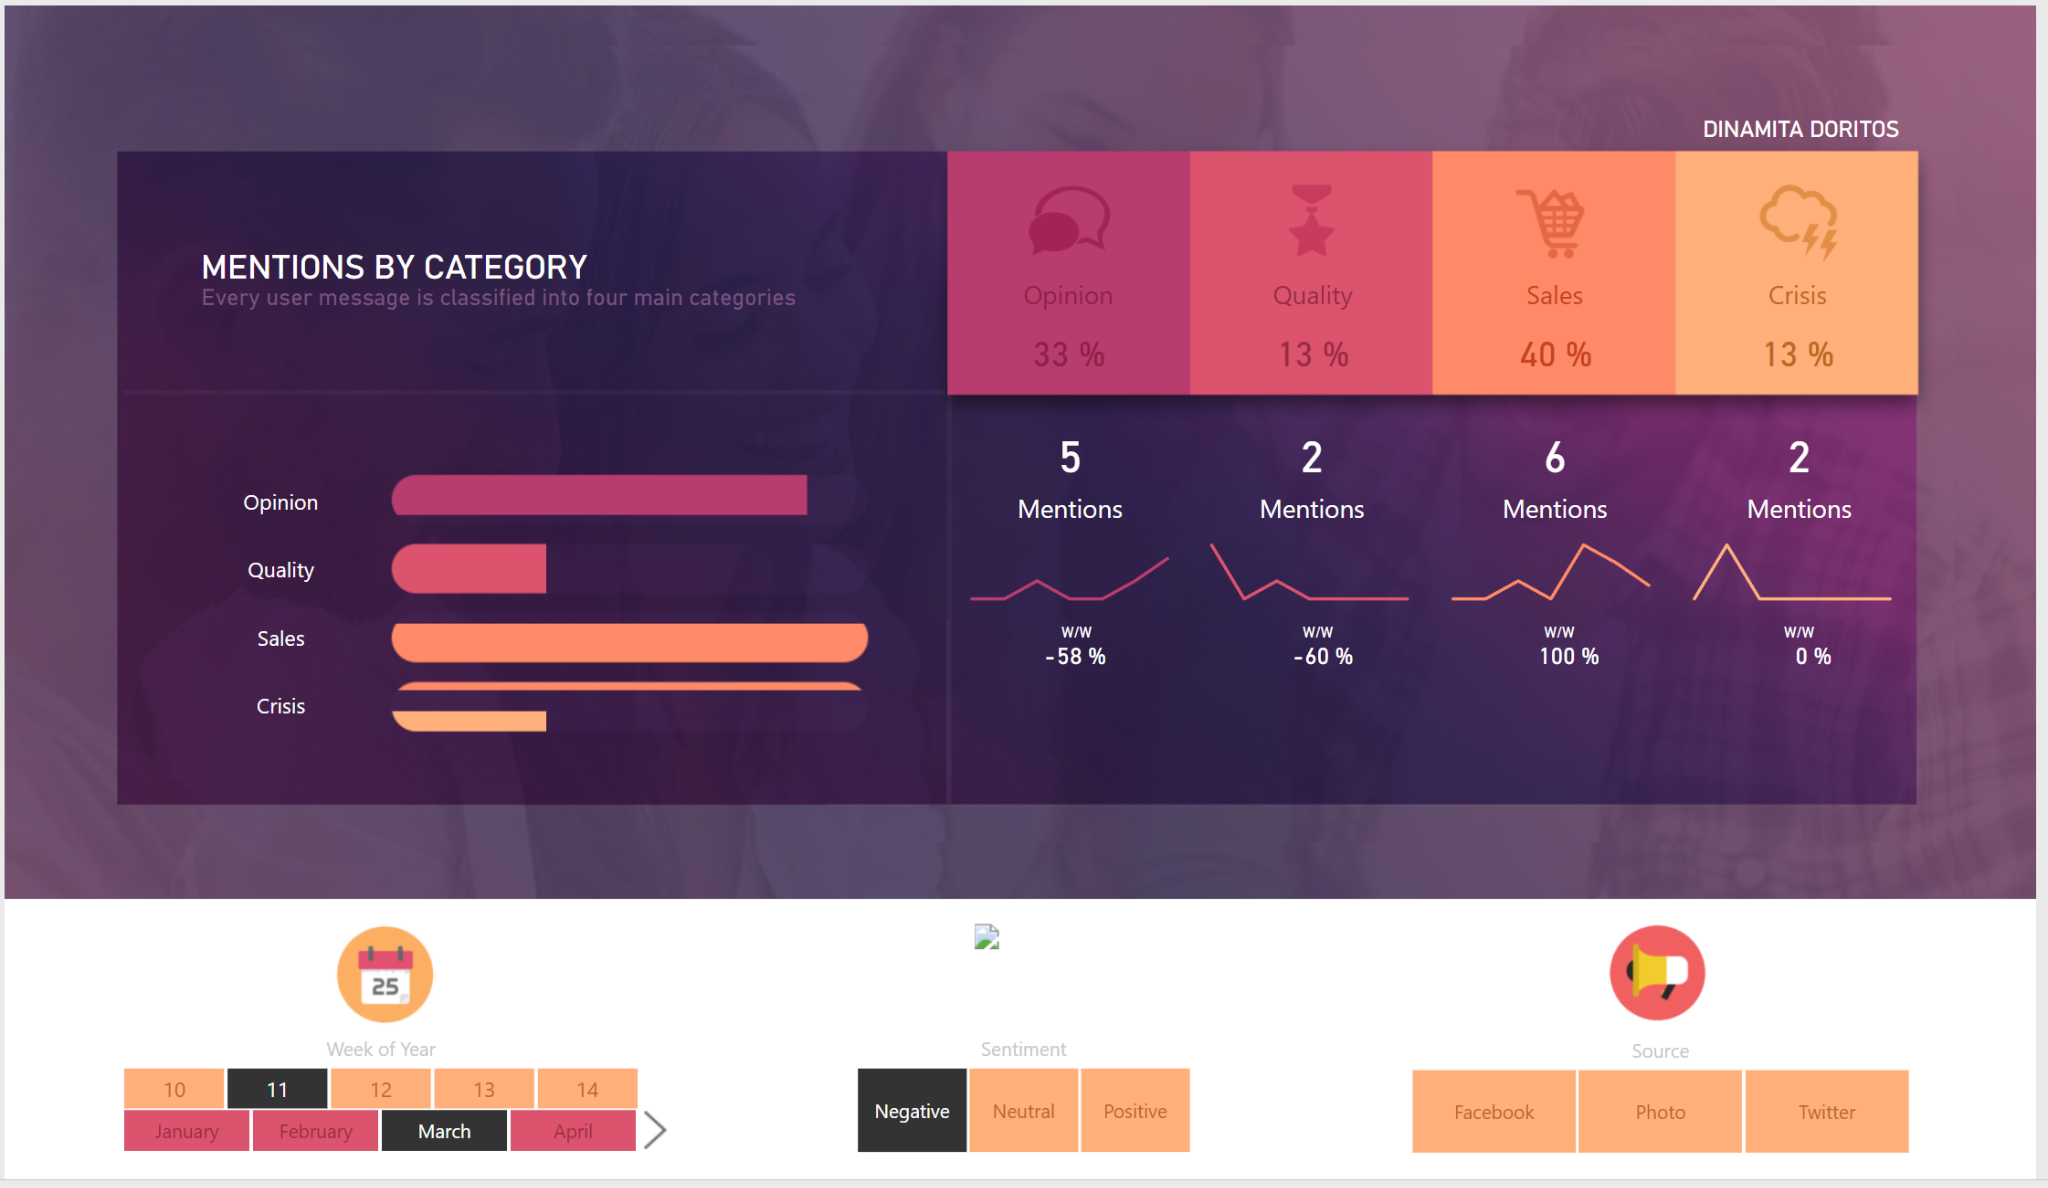 DINAMITA DORITOS
MENTIONS BY CATEGORY
Every user message is classified into four main categories
Opinion
33 %
Quality
13 %
Sales
40 %
Crisis
13 %
5
Mentions
W/W
-58 %
2
Mentions
W/W
-60 %
6
Mentions
W/W
100 %
2
Mentions
W/W
0 %
Opinion
Quality
Sales
Crisis
25
Week of Year
10 11 12 13 14
January February March April
Sentiment
Negative Neutral Positive
Source
Facebook Photo Twitter